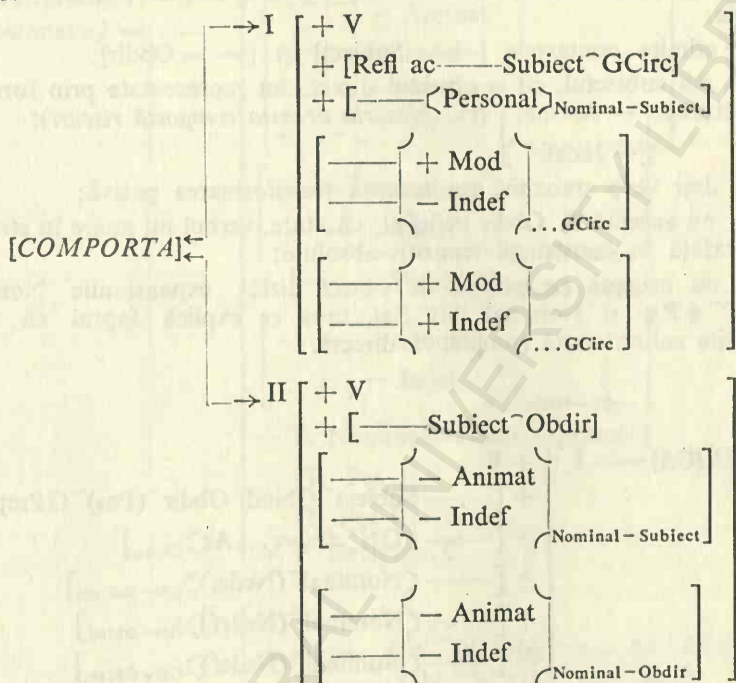 I + V
+ [Refl ac——Subiect⁀GCirc]
+ [——⟨Personal⟩Nominal–Subiect]
+ Mod
— Indef
...GCirc
+ Mod
[COMPORTA]
+ Indef
...GCirc
II + V
+ [——Subiect⁀Obdir]
— Animat
— Indef
Nominal–Subiect
— Animat
— Indef
Nominal–Obdir